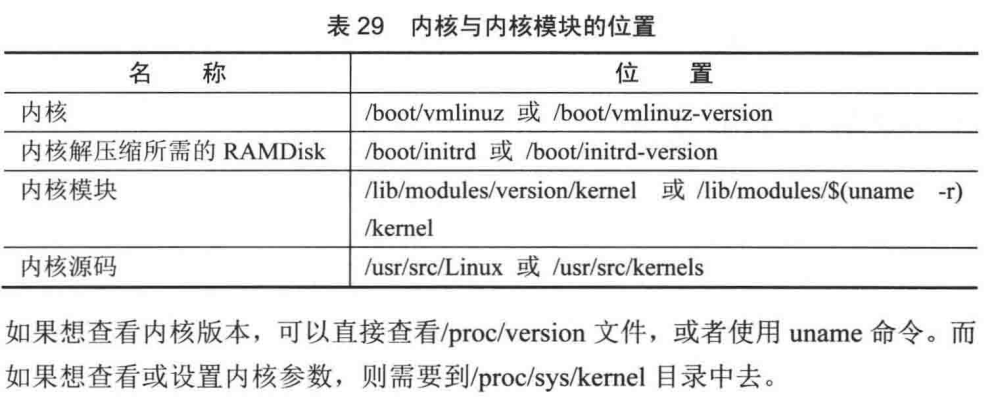 表 29 内核与内核模块的位置
名 称 位 置
内核 /boot/vmlinuz 或 /boot/vmlinuz-version
内核解压缩所需的 RAMDisk /boot/initrd 或 /boot/initrd-version
内核模块 /lib/modules/version/kernel 或 /lib/modules/$(uname -r)
/kernel
内核源码 /usr/src/Linux 或 /usr/src/kernels
如果想查看内核版本，可以直接查看/proc/version 文件，或者使用 uname 命令。而
如果想查看或设置内核参数，则需要到/proc/sys/kernel 目录中去。